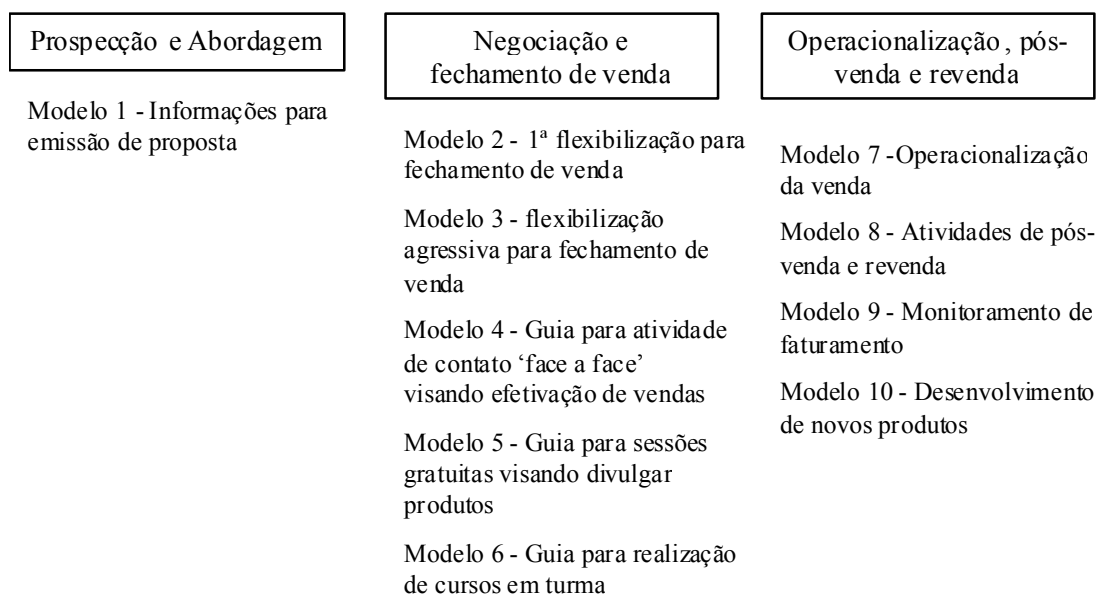 Prospecção e Abordagem
Modelo 1 - Informações para
emissão de proposta
Negociação e
fechamento de venda
Modelo 2 - 1ª flexibilização para
fechamento de venda
Modelo 3 - flexibilização
agressiva para fechamento de
venda
Modelo 4 - Guia para atividade
de contato ‘face a face’
visando efetivação de vendas
Modelo 5 - Guia para sessões
gratuitas visando divulgar
produtos
Modelo 6 - Guia para realização
de cursos em turma
Operacionalização, pós-
venda e revenda
Modelo 7 -Operacionalização
da venda
Modelo 8 - Atividades de pós-
venda e revenda
Modelo 9 - Monitoramento de
faturamento
Modelo 10 - Desenvolvimento
de novos produtos